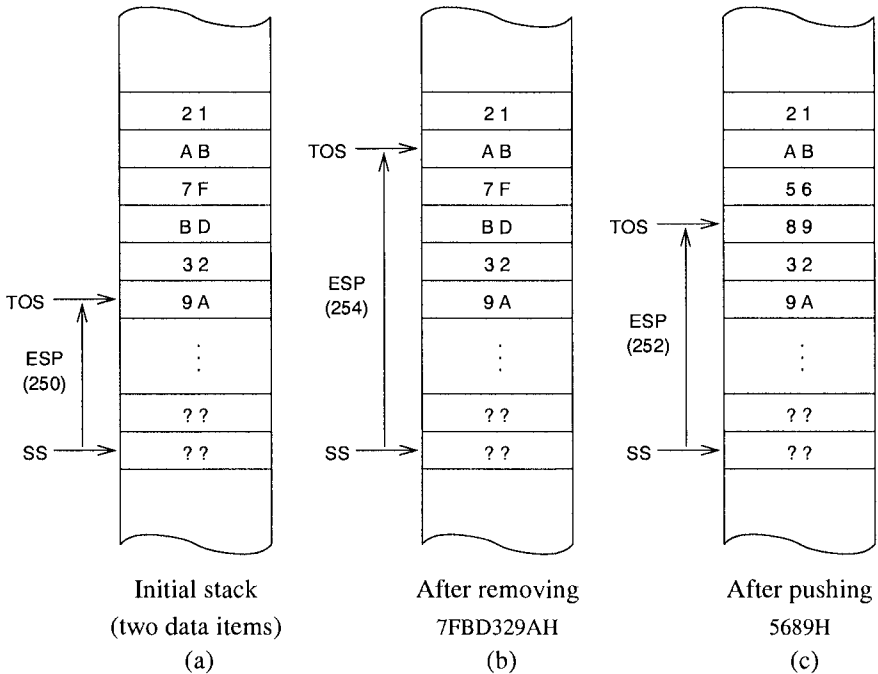 2 1
A B
7 F
B D
3 2
9 A
⋮
? ?
? ?
TOS
ESP
(250)
SS
Initial stack
(two data items)
(a)
2 1
A B
7 F
B D
3 2
9 A
⋮
? ?
? ?
TOS
ESP
(254)
SS
After removing
7FBD329AH
(b)
2 1
A B
5 6
8 9
3 2
9 A
⋮
? ?
? ?
TOS
ESP
(252)
SS
After pushing
5689H
(c)